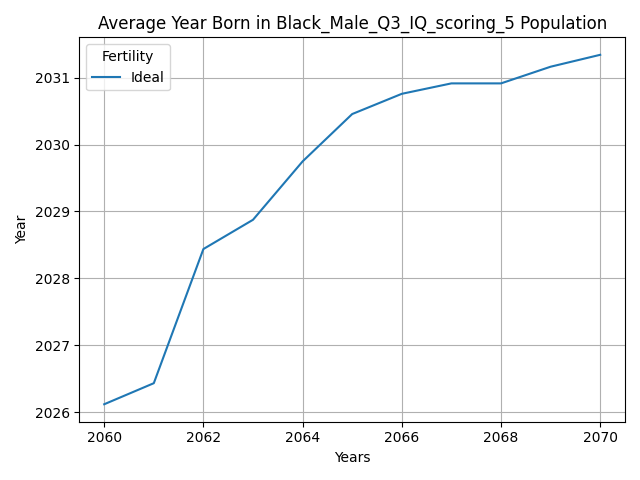 Average Year Born in Black_Male_Q3_IQ_scoring_5 Population
Fertility
Ideal
2031
2030
2029
2028
2027
2026
Year
2060 2062 2064 2066 2068 2070
Years